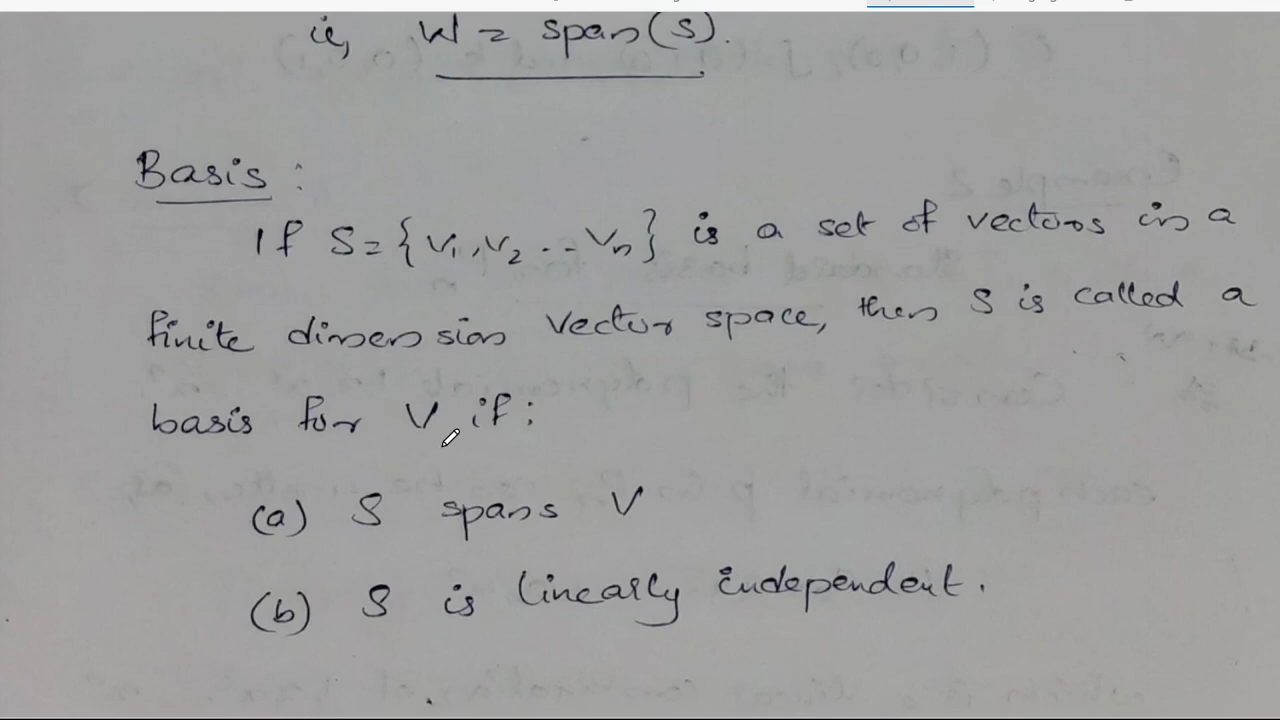 ie, W = span(S).
Basis :
If S = {v₁, v₂ ... vₙ} is a set of vectors in a
finite dimension vector space, then S is called a
basis for V if :
(a) S spans V
(b) S is linearly independent.